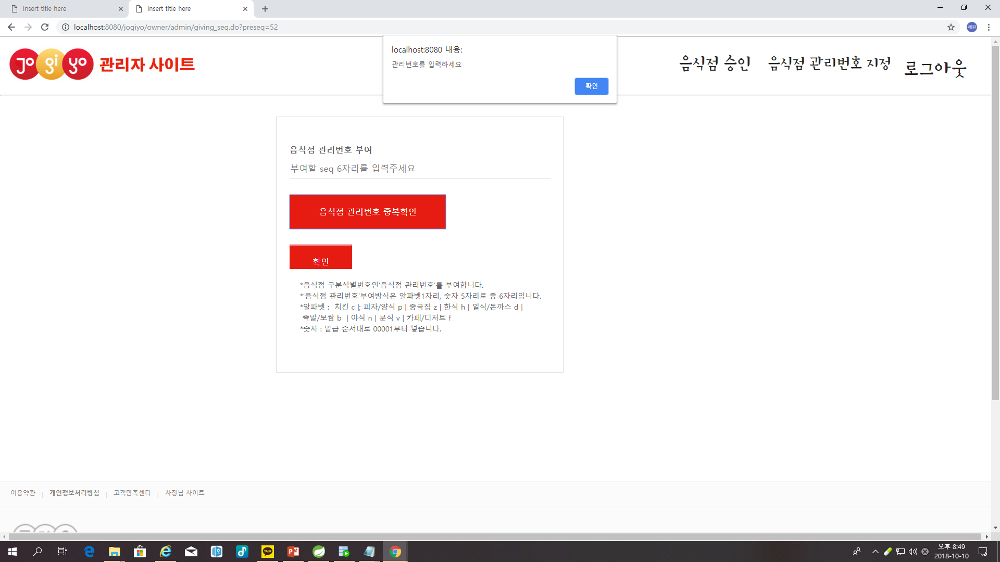 Insert title here
Insert title here
localhost:8080/jogiyo/owner/admin/giving_seq.do?preseq=52
혜원
jo gi yo 관리자 사이트
localhost:8080 내용:
관리번호를 입력하세요
확인
음식점 승인 음식점 관리번호 지정 로그아웃
음식점 관리번호 부여
부여할 seq 6자리를 입력주세요
음식점 관리번호 중복확인
확인
*음식점 구분식별번호인'음식점 관리번호'를 부여합니다.
*'음식점 관리번호'부여방식은 알파벳1자리, 숫자 5자리로 총 6자리입니다.
*알파벳 : 치킨 c |; 피자/양식 p | 중국집 z | 한식 h | 일식/돈까스 d |
족발/보쌈 b | 야식 n | 분식 v | 카페/디저트 f
*숫자 : 발급 순서대로 00001부터 넣습니다.
이용약관 | 개인정보처리방침 | 고객만족센터 | 사장님 사이트
TALK
오후 8:49
2018-10-10